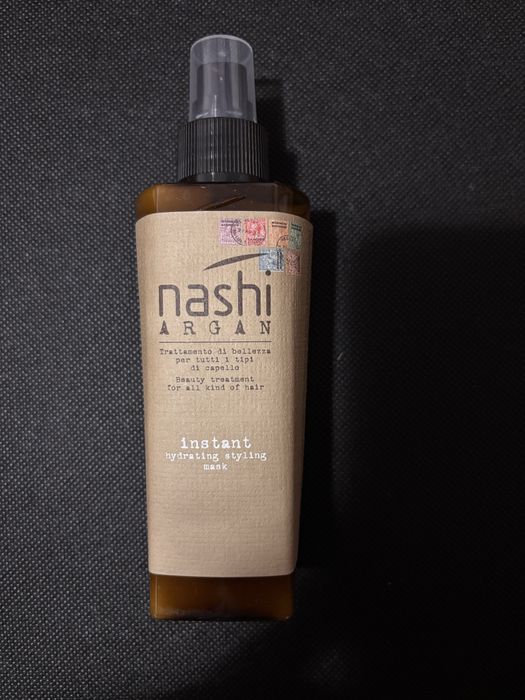 nashi
ARGAN
Trattamento di bellezza
per tutti i tipi
di capello
Beauty treatment
for all kind of hair
instant
hydrating styling
mask